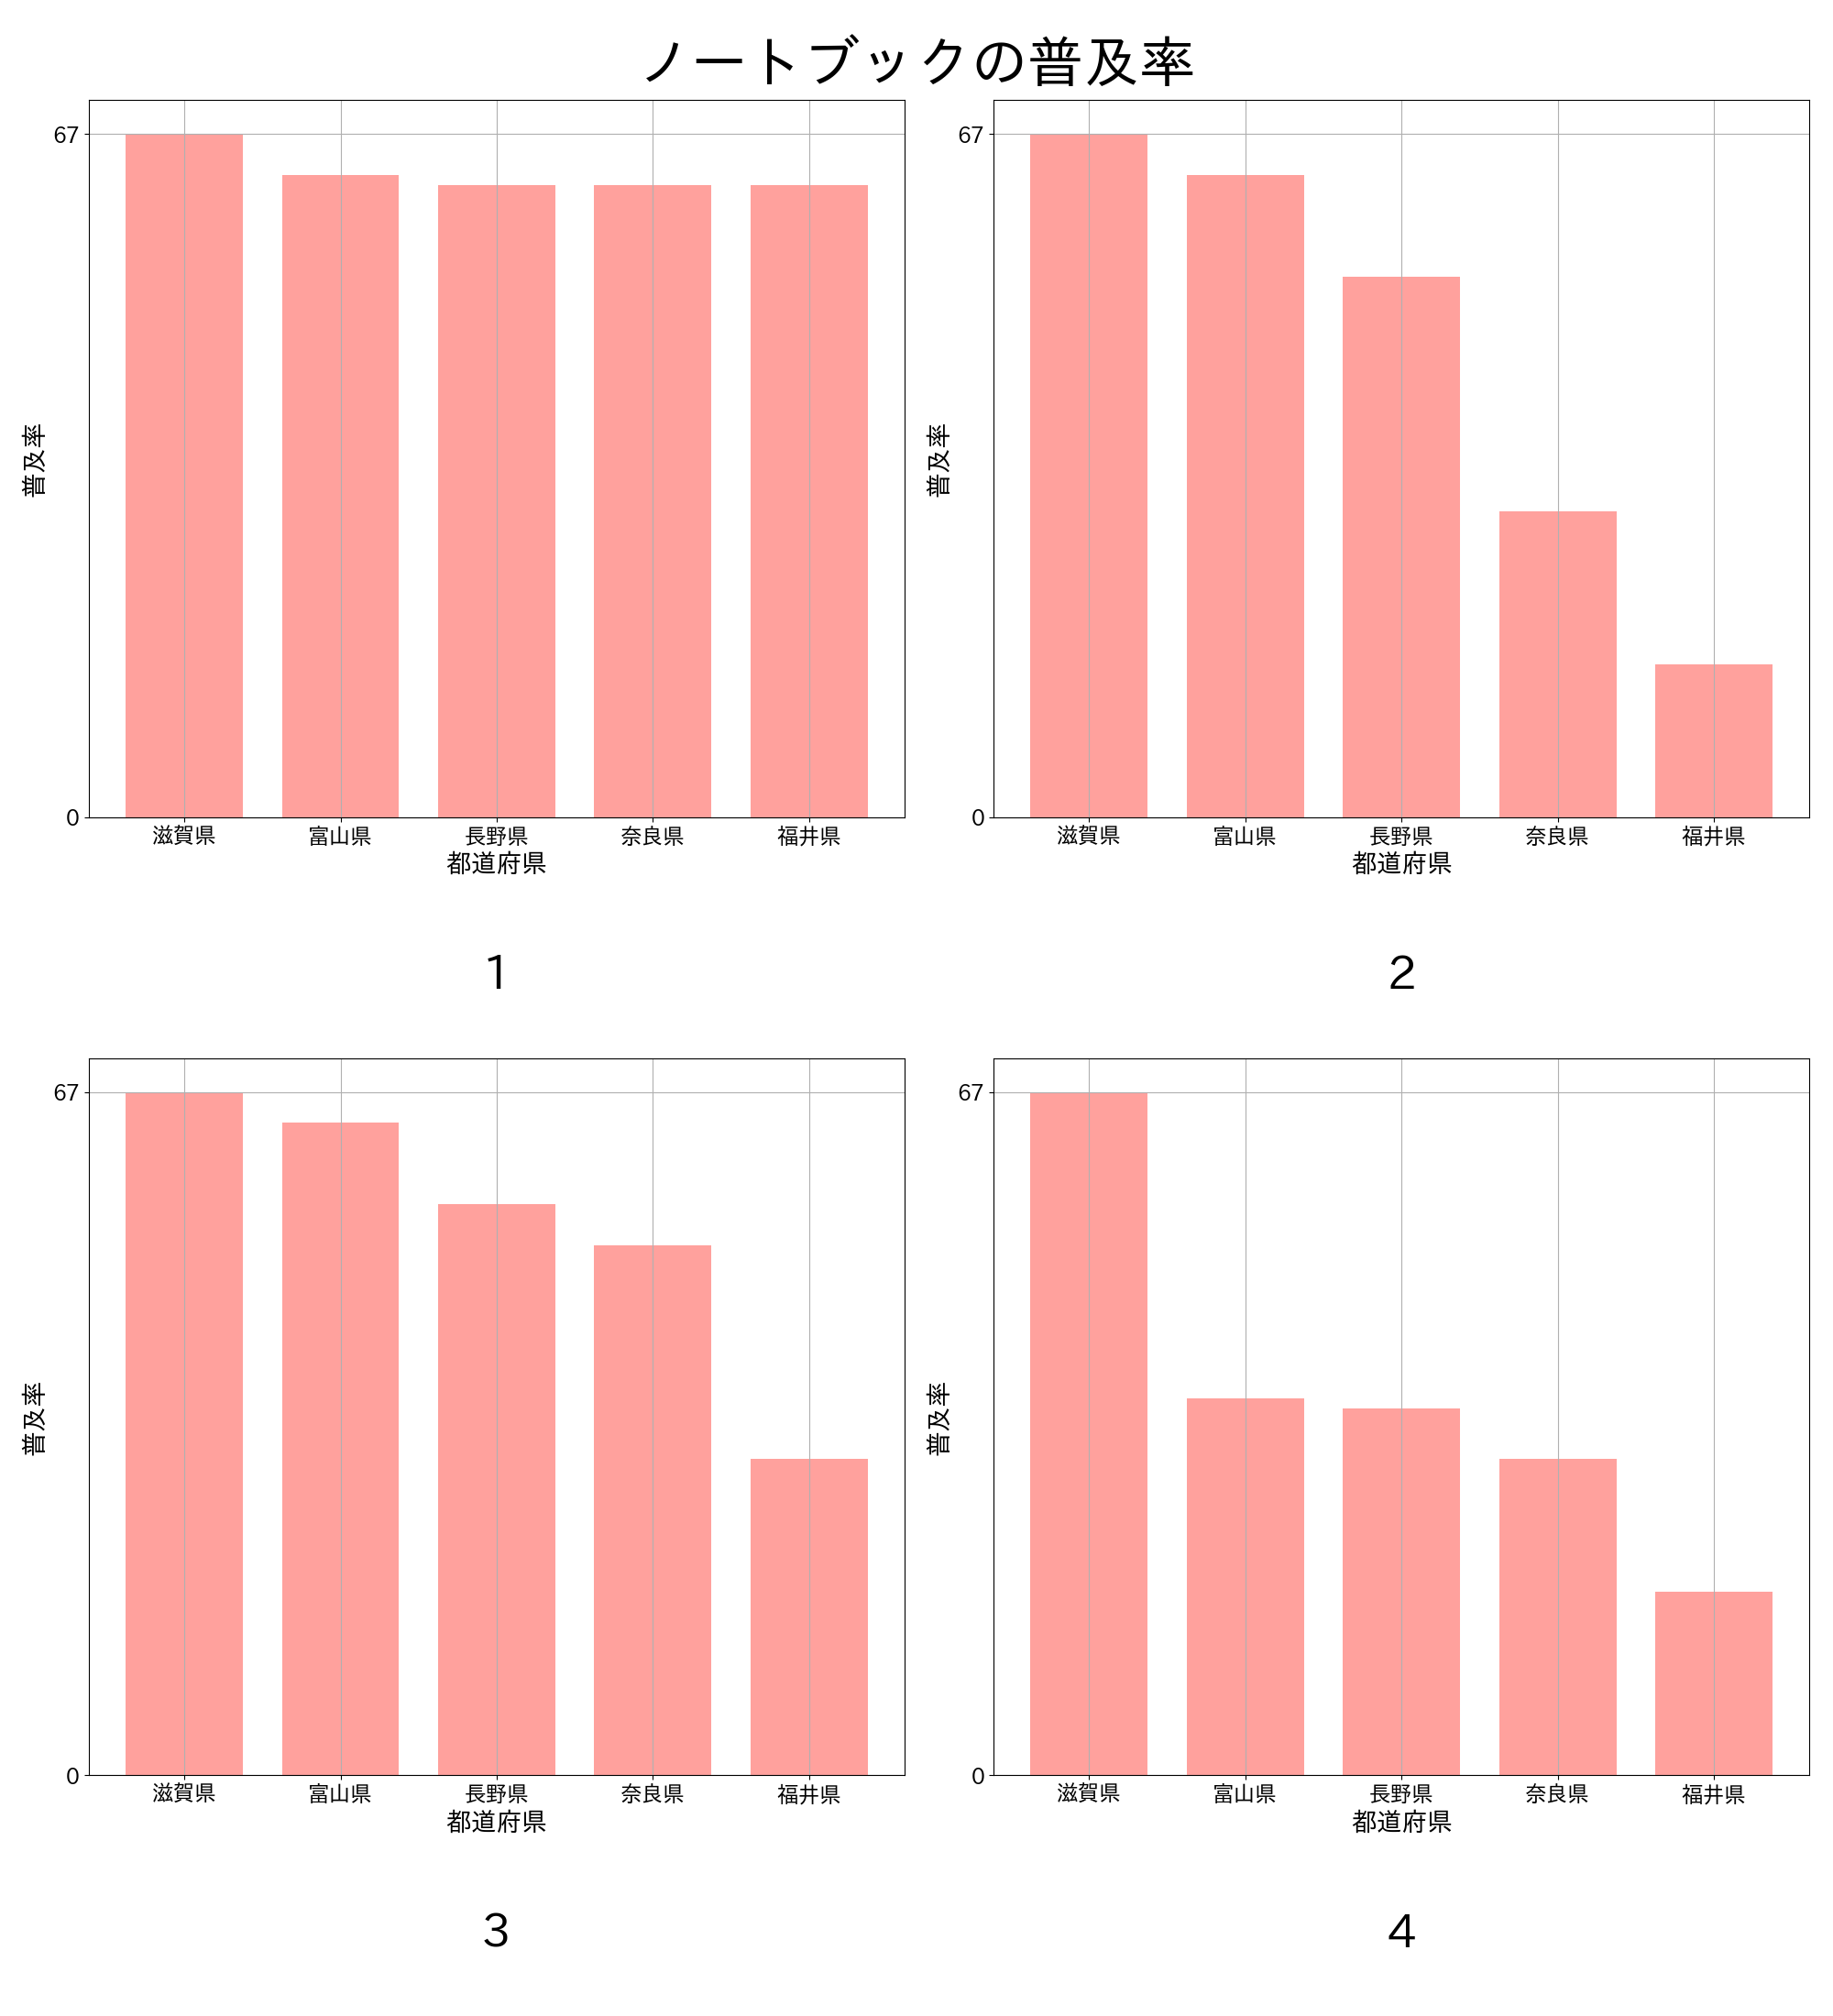 ノートブックの普及率
67
0
普及率
滋賀県 富山県 長野県 奈良県 福井県
都道府県
1
67
0
普及率
滋賀県 富山県 長野県 奈良県 福井県
都道府県
2
67
0
普及率
滋賀県 富山県 長野県 奈良県 福井県
都道府県
3
67
0
普及率
滋賀県 富山県 長野県 奈良県 福井県
都道府県
4